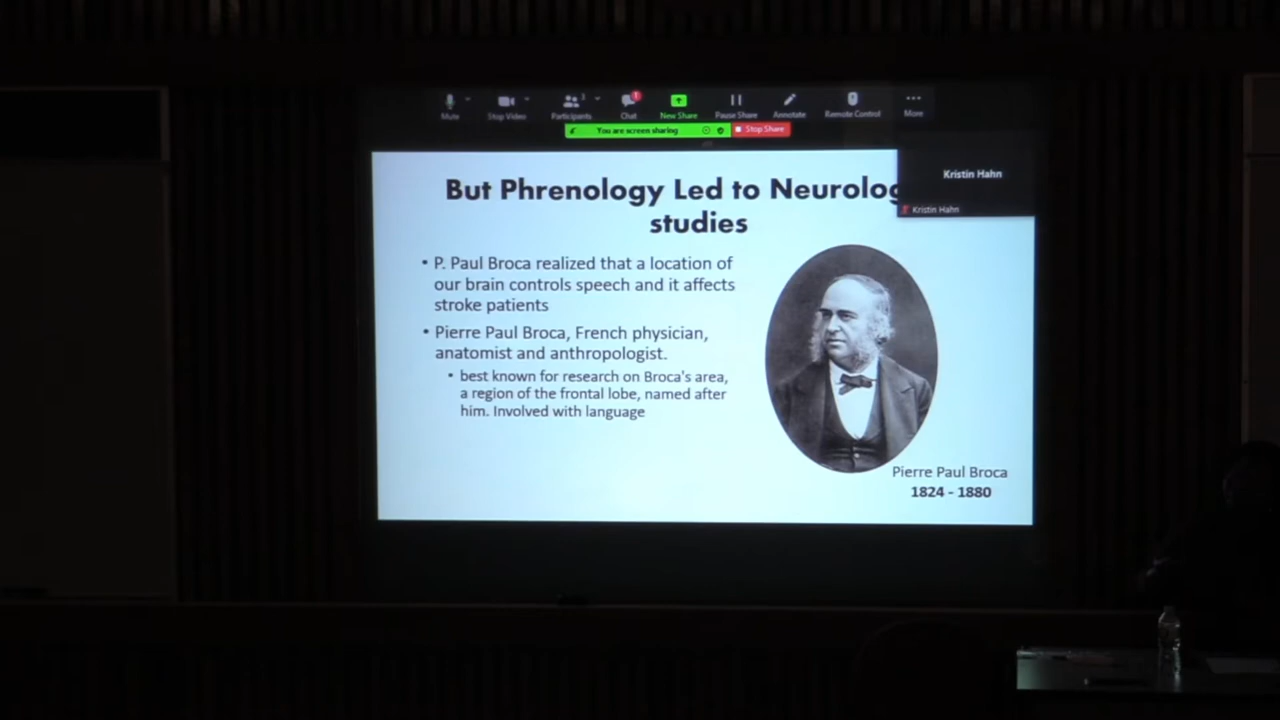 Mute
Stop Video
Participants
3
Chat
1
New Share
Pause Share
Annotate
Remote Control
More
You are screen sharing
Stop Share
Kristin Hahn
Kristin Hahn
But Phrenology Led to Neurolog
studies
• P. Paul Broca realized that a location of
our brain controls speech and it affects
stroke patients
• Pierre Paul Broca, French physician,
anatomist and anthropologist.
• best known for research on Broca's area,
a region of the frontal lobe, named after
him. Involved with language
Pierre Paul Broca
1824 - 1880